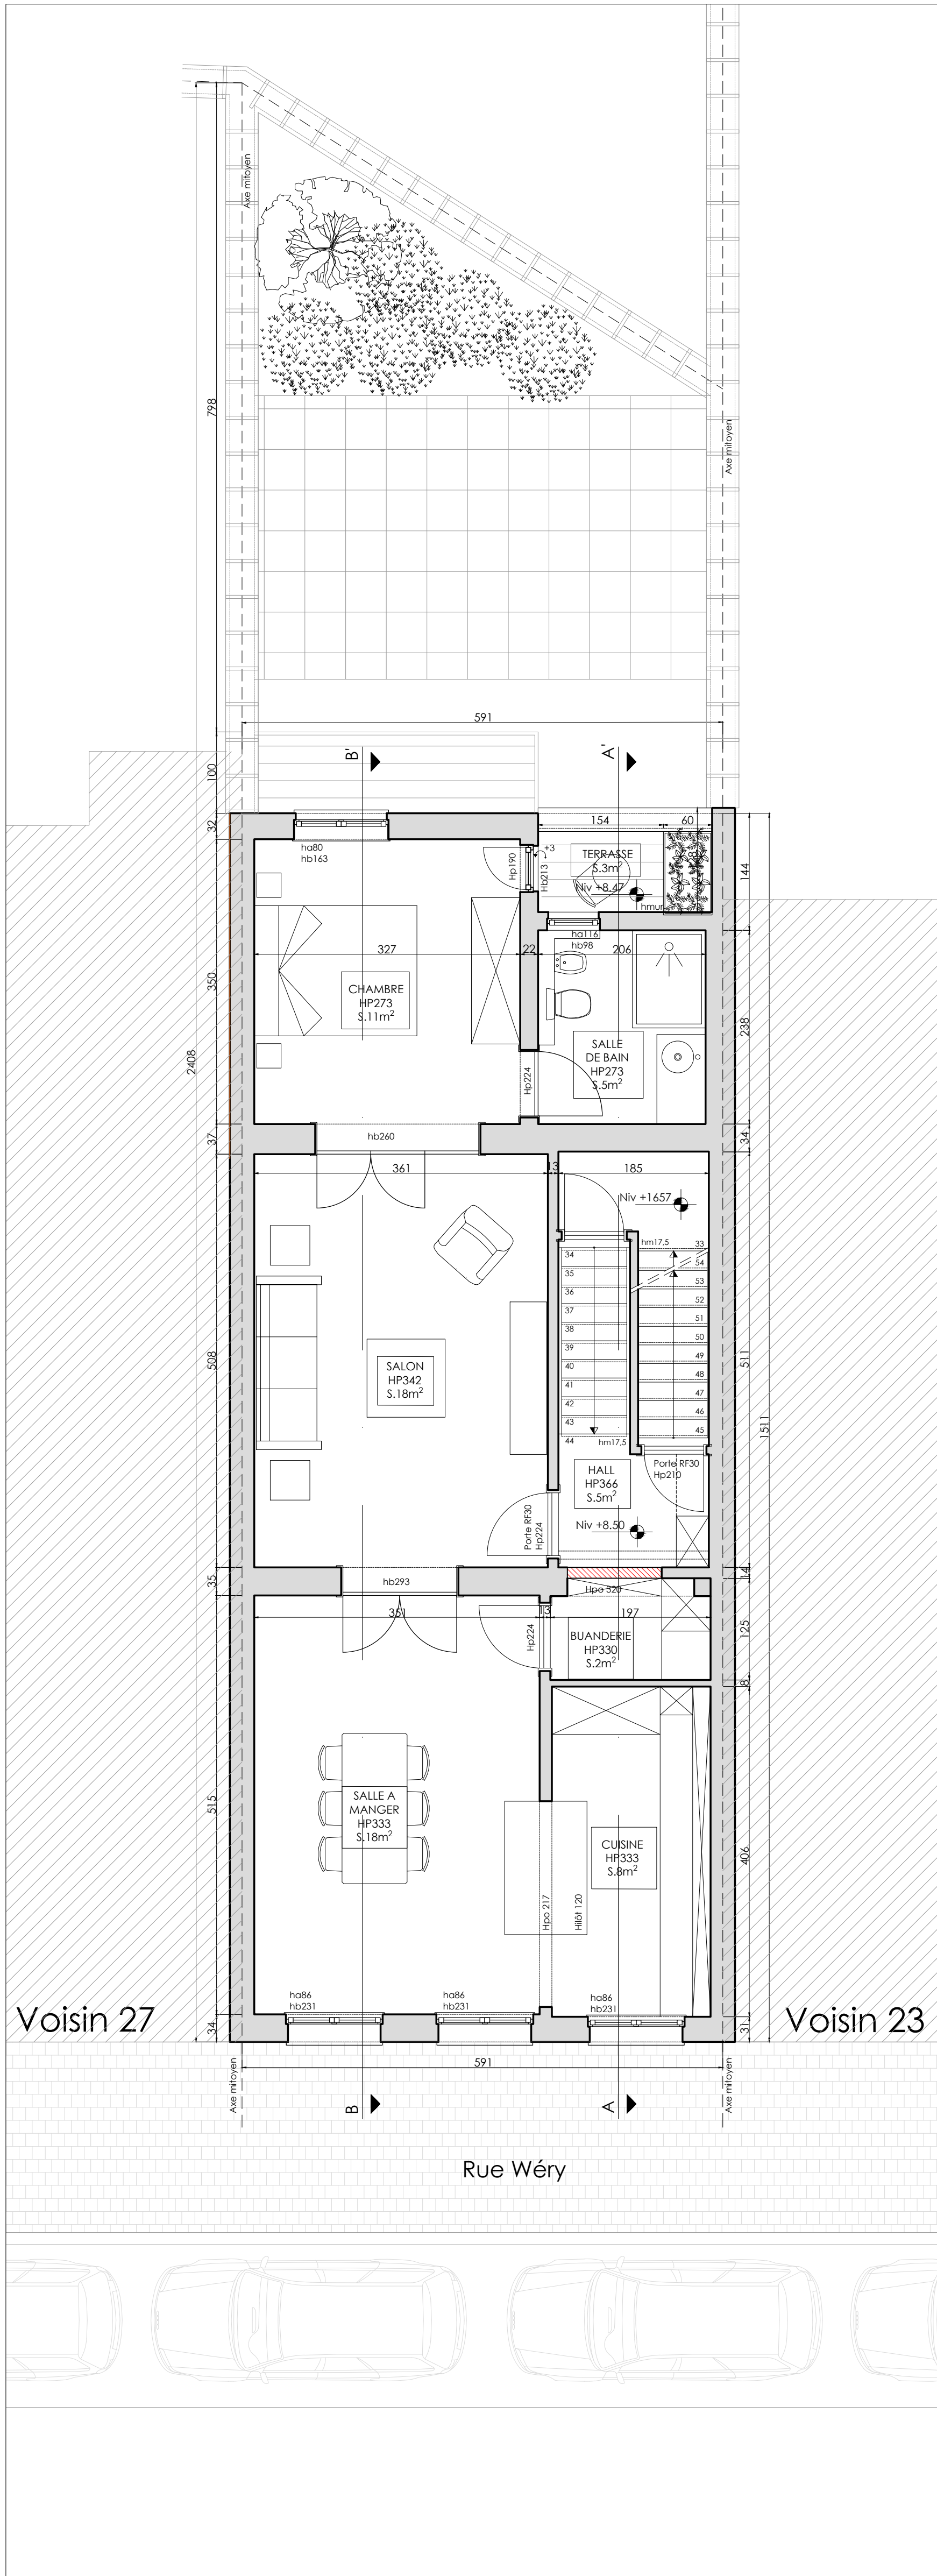 Axe mitoyen
798
Axe mitoyen
591
B'
A'
100
32
154
60
ha80
hb163
Hp190
+3
Hb213
TERRASSE
S.3m²
Niv +8.47
hmur
144
ha116
hb98
327
22
206
350
CHAMBRE
HP273
S.11m²
2408
SALLE
DE BAIN
HP273
S.5m²
238
Hp224
37
hb260
34
361
13
185
Niv +1657
hm17,5
33
34
54
35
53
36
52
37
51
38
50
39
49
40
48
41
47
42
46
43
45
44
hm17,5
508
SALON
HP342
S.18m²
511
1511
Porte RF30
Hp210
HALL
HP366
S.5m²
Porte RF30
Hp224
Niv +8.50
35
hb293
14
Hpo 320
351
13
197
Hp224
BUANDERIE
HP330
S.2m²
125
8
515
SALLE A
MANGER
HP333
S.18m²
CUISINE
HP333
S.8m²
406
Hpo 217
Hilôt 120
ha86
hb231
ha86
hb231
ha86
hb231
Voisin 27
34
31
Voisin 23
591
Axe mitoyen
Axe mitoyen
B
A
Rue Wéry